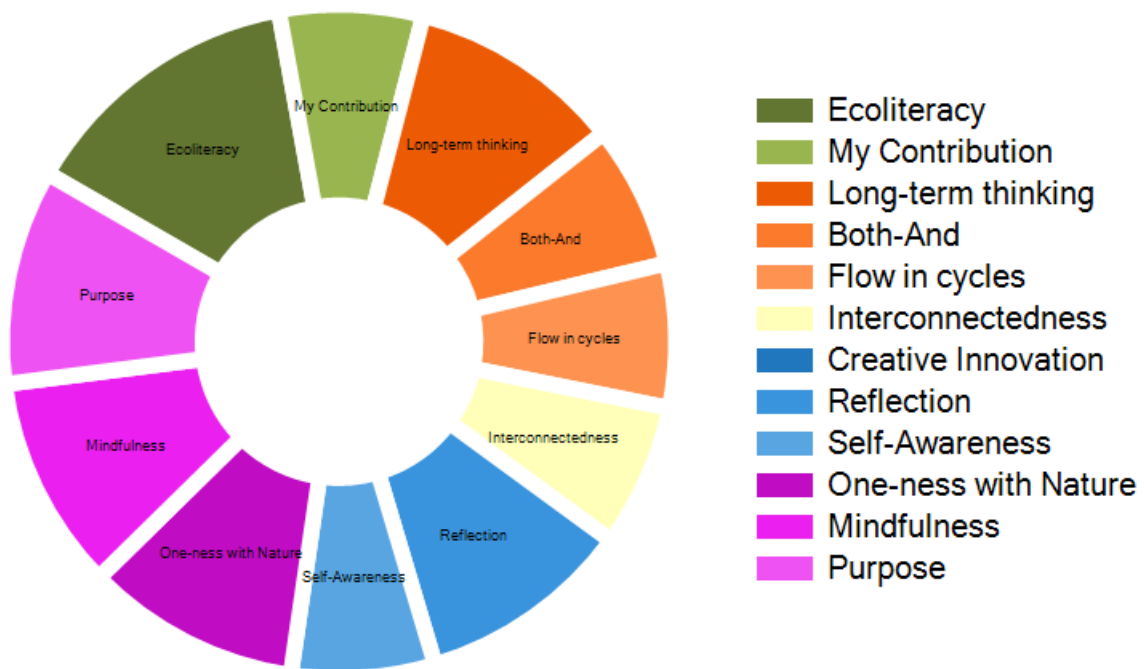 My Contribution
Ecoliteracy
Long-term thinking
Both-And
Purpose
Flow in cycles
Mindfulness
Interconnectedness
One-ness with Nature
Self-Awareness
Reflection
Ecoliteracy
My Contribution
Long-term thinking
Both-And
Flow in cycles
Interconnectedness
Creative Innovation
Reflection
Self-Awareness
One-ness with Nature
Mindfulness
Purpose